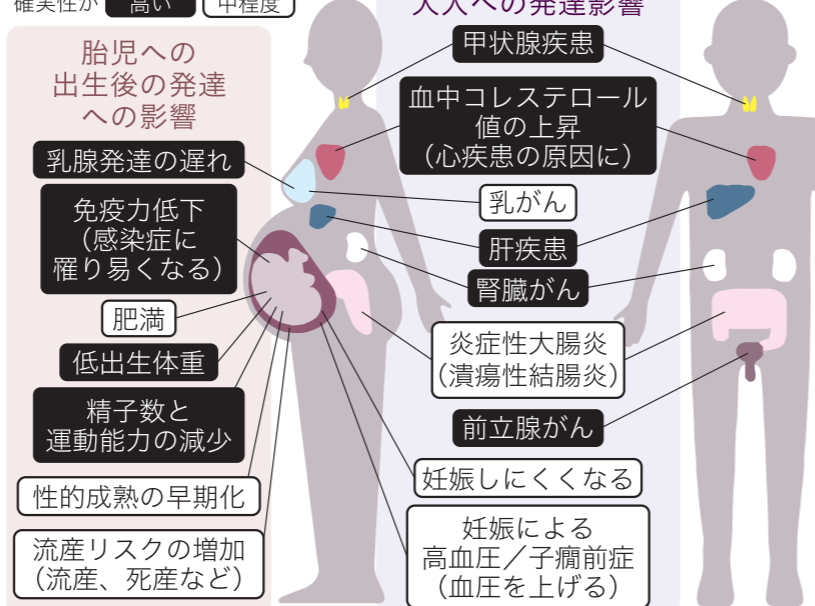 確実性が 高い 中程度
胎児への
出生後の発達
への影響
乳腺発達の遅れ
免疫力低下
（感染症に
罹り易くなる）
肥満
低出生体重
精子数と
運動能力の減少
性的成熟の早期化
流産リスクの増加
（流産、死産など）
大人への発達影響
甲状腺疾患
血中コレステロール
値の上昇
（心疾患の原因に）
乳がん
肝疾患
腎臓がん
炎症性大腸炎
（潰瘍性結腸炎）
前立腺がん
妊娠しにくくなる
妊娠による
高血圧／子癇前症
（血圧を上げる）